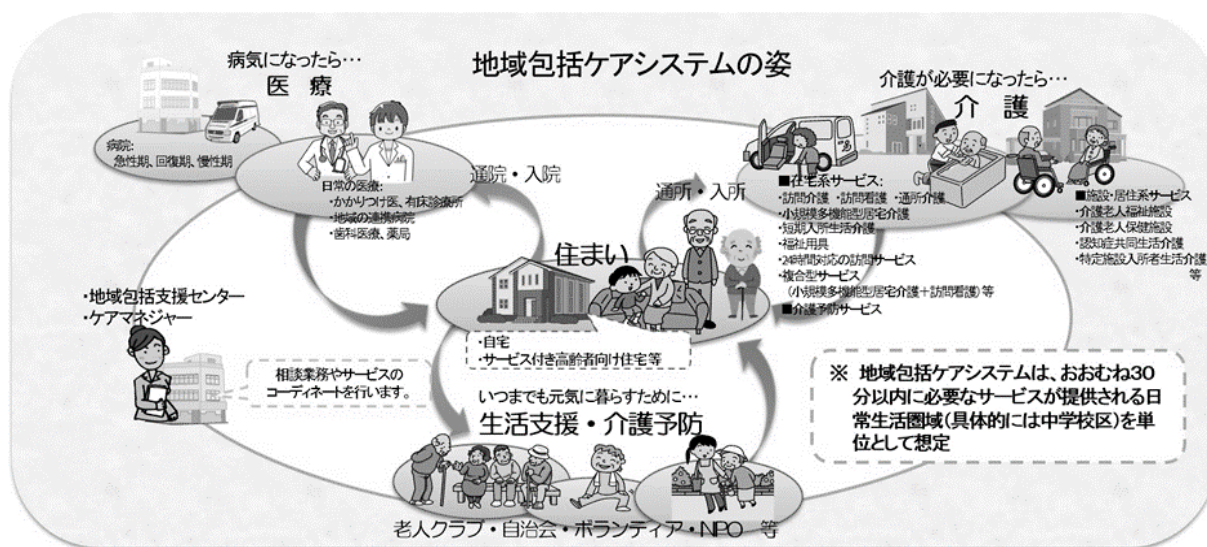 地域包括ケアシステムの姿
病気になったら…
医 療
病院:
急性期、回復期、慢性期
日常の医療:
・かかりつけ医、有床診療所
・地域の連携病院
・歯科医療、薬局
通院・入院
通所・入所
介護が必要になったら…
介 護
■在宅系サービス:
・訪問介護 ・訪問看護 ・通所介護
・小規模多機能型居宅介護
・短期入所生活介護
・福祉用具
・24時間対応の訪問サービス
・複合型サービス
(小規模多機能型居宅介護+訪問看護)等
■介護予防サービス
■施設・居住系サービス
・介護老人福祉施設
・介護老人保健施設
・認知症共同生活介護
・特定施設入所者生活介護
等
住まい
・自宅
・サービス付き高齢者向け住宅等
・地域包括支援センター
・ケアマネジャー
相談業務やサービスの
コーディネートを行います。
いつまでも元気に暮らすために…
生活支援・介護予防
老人クラブ・自治会・ボランティア・NPO 等
※ 地域包括ケアシステムは、おおむね30
分以内に必要なサービスが提供される日
常生活圏域(具体的には中学校区)を単
位として想定